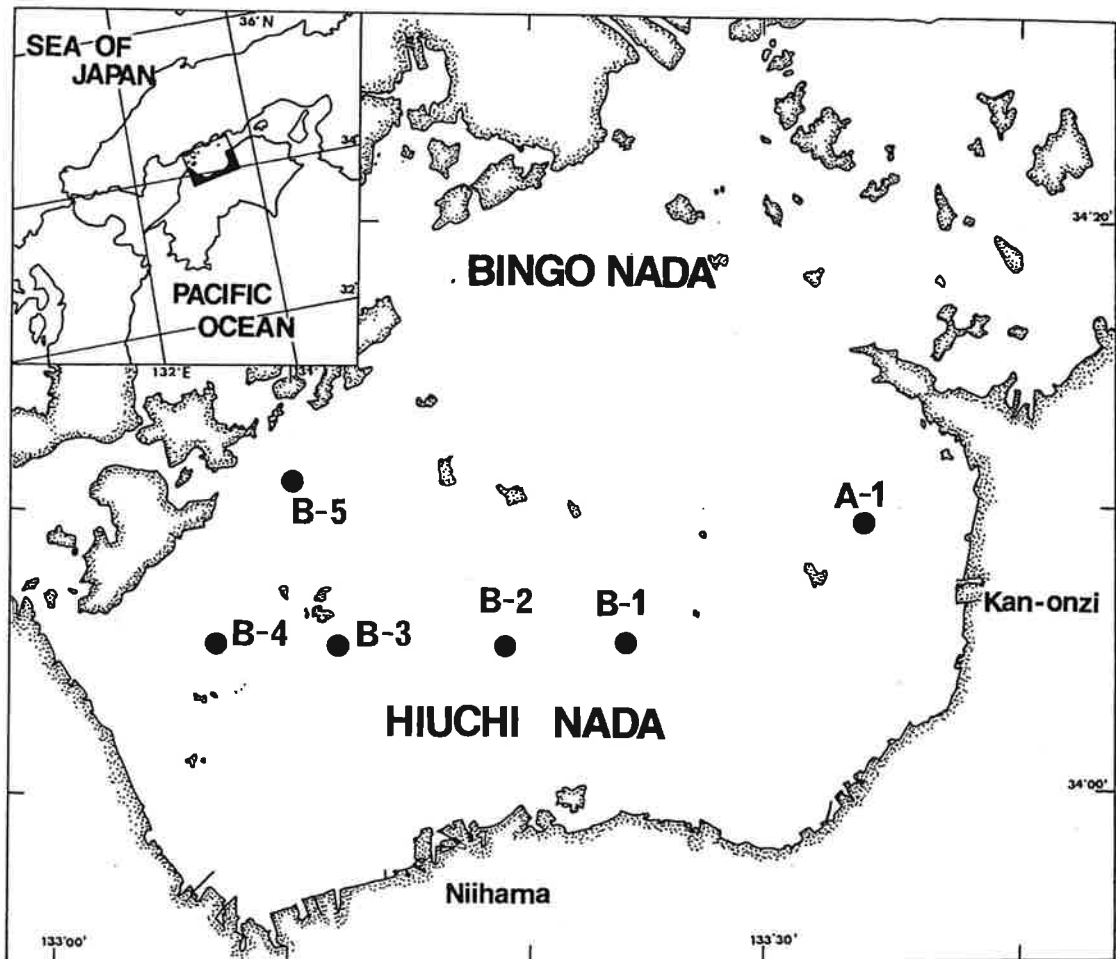 36°N
SEA OF
JAPAN
34°
32°
PACIFIC
OCEAN
132°E
BINGO NADA
34°20'
B-5
A-1
B-2
B-1
Kan-onzi
B-4
B-3
HIUCHI NADA
34°00'
Niihama
133°00'
133°30'